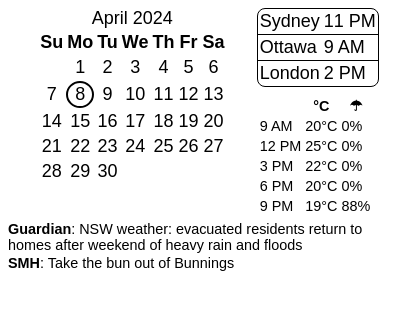 April 2024
Su Mo Tu We Th Fr Sa
1 2 3 4 5 6
7 8 9 10 11 12 13
14 15 16 17 18 19 20
21 22 23 24 25 26 27
28 29 30
Sydney 11 PM
Ottawa 9 AM
London 2 PM
°C ☂
9 AM 20°C 0%
12 PM 25°C 0%
3 PM 22°C 0%
6 PM 20°C 0%
9 PM 19°C 88%
Guardian: NSW weather: evacuated residents return to
homes after weekend of heavy rain and floods
SMH: Take the bun out of Bunnings